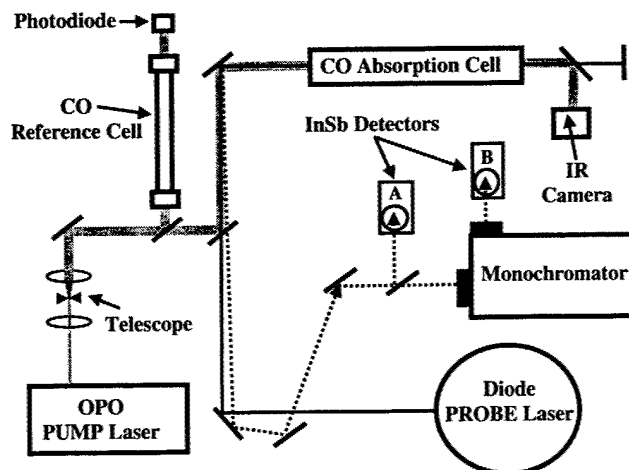 Photodiode
CO
Reference Cell
CO Absorption Cell
InSb Detectors
A
B
IR
Camera
Monochromator
Telescope
OPO
PUMP Laser
Diode
PROBE Laser